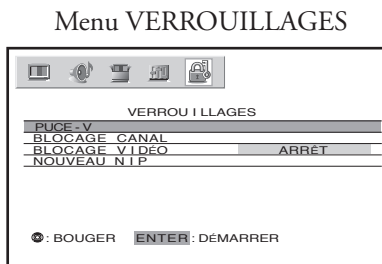 Menu VERROUILLAGES
VERROUILLAGES
PUCE-V
BLOCAGE CANAL
BLOCAGE VIDÉO ARRÊT
NOUVEAU NIP
: BOUGER ENTER : DÉMARRER